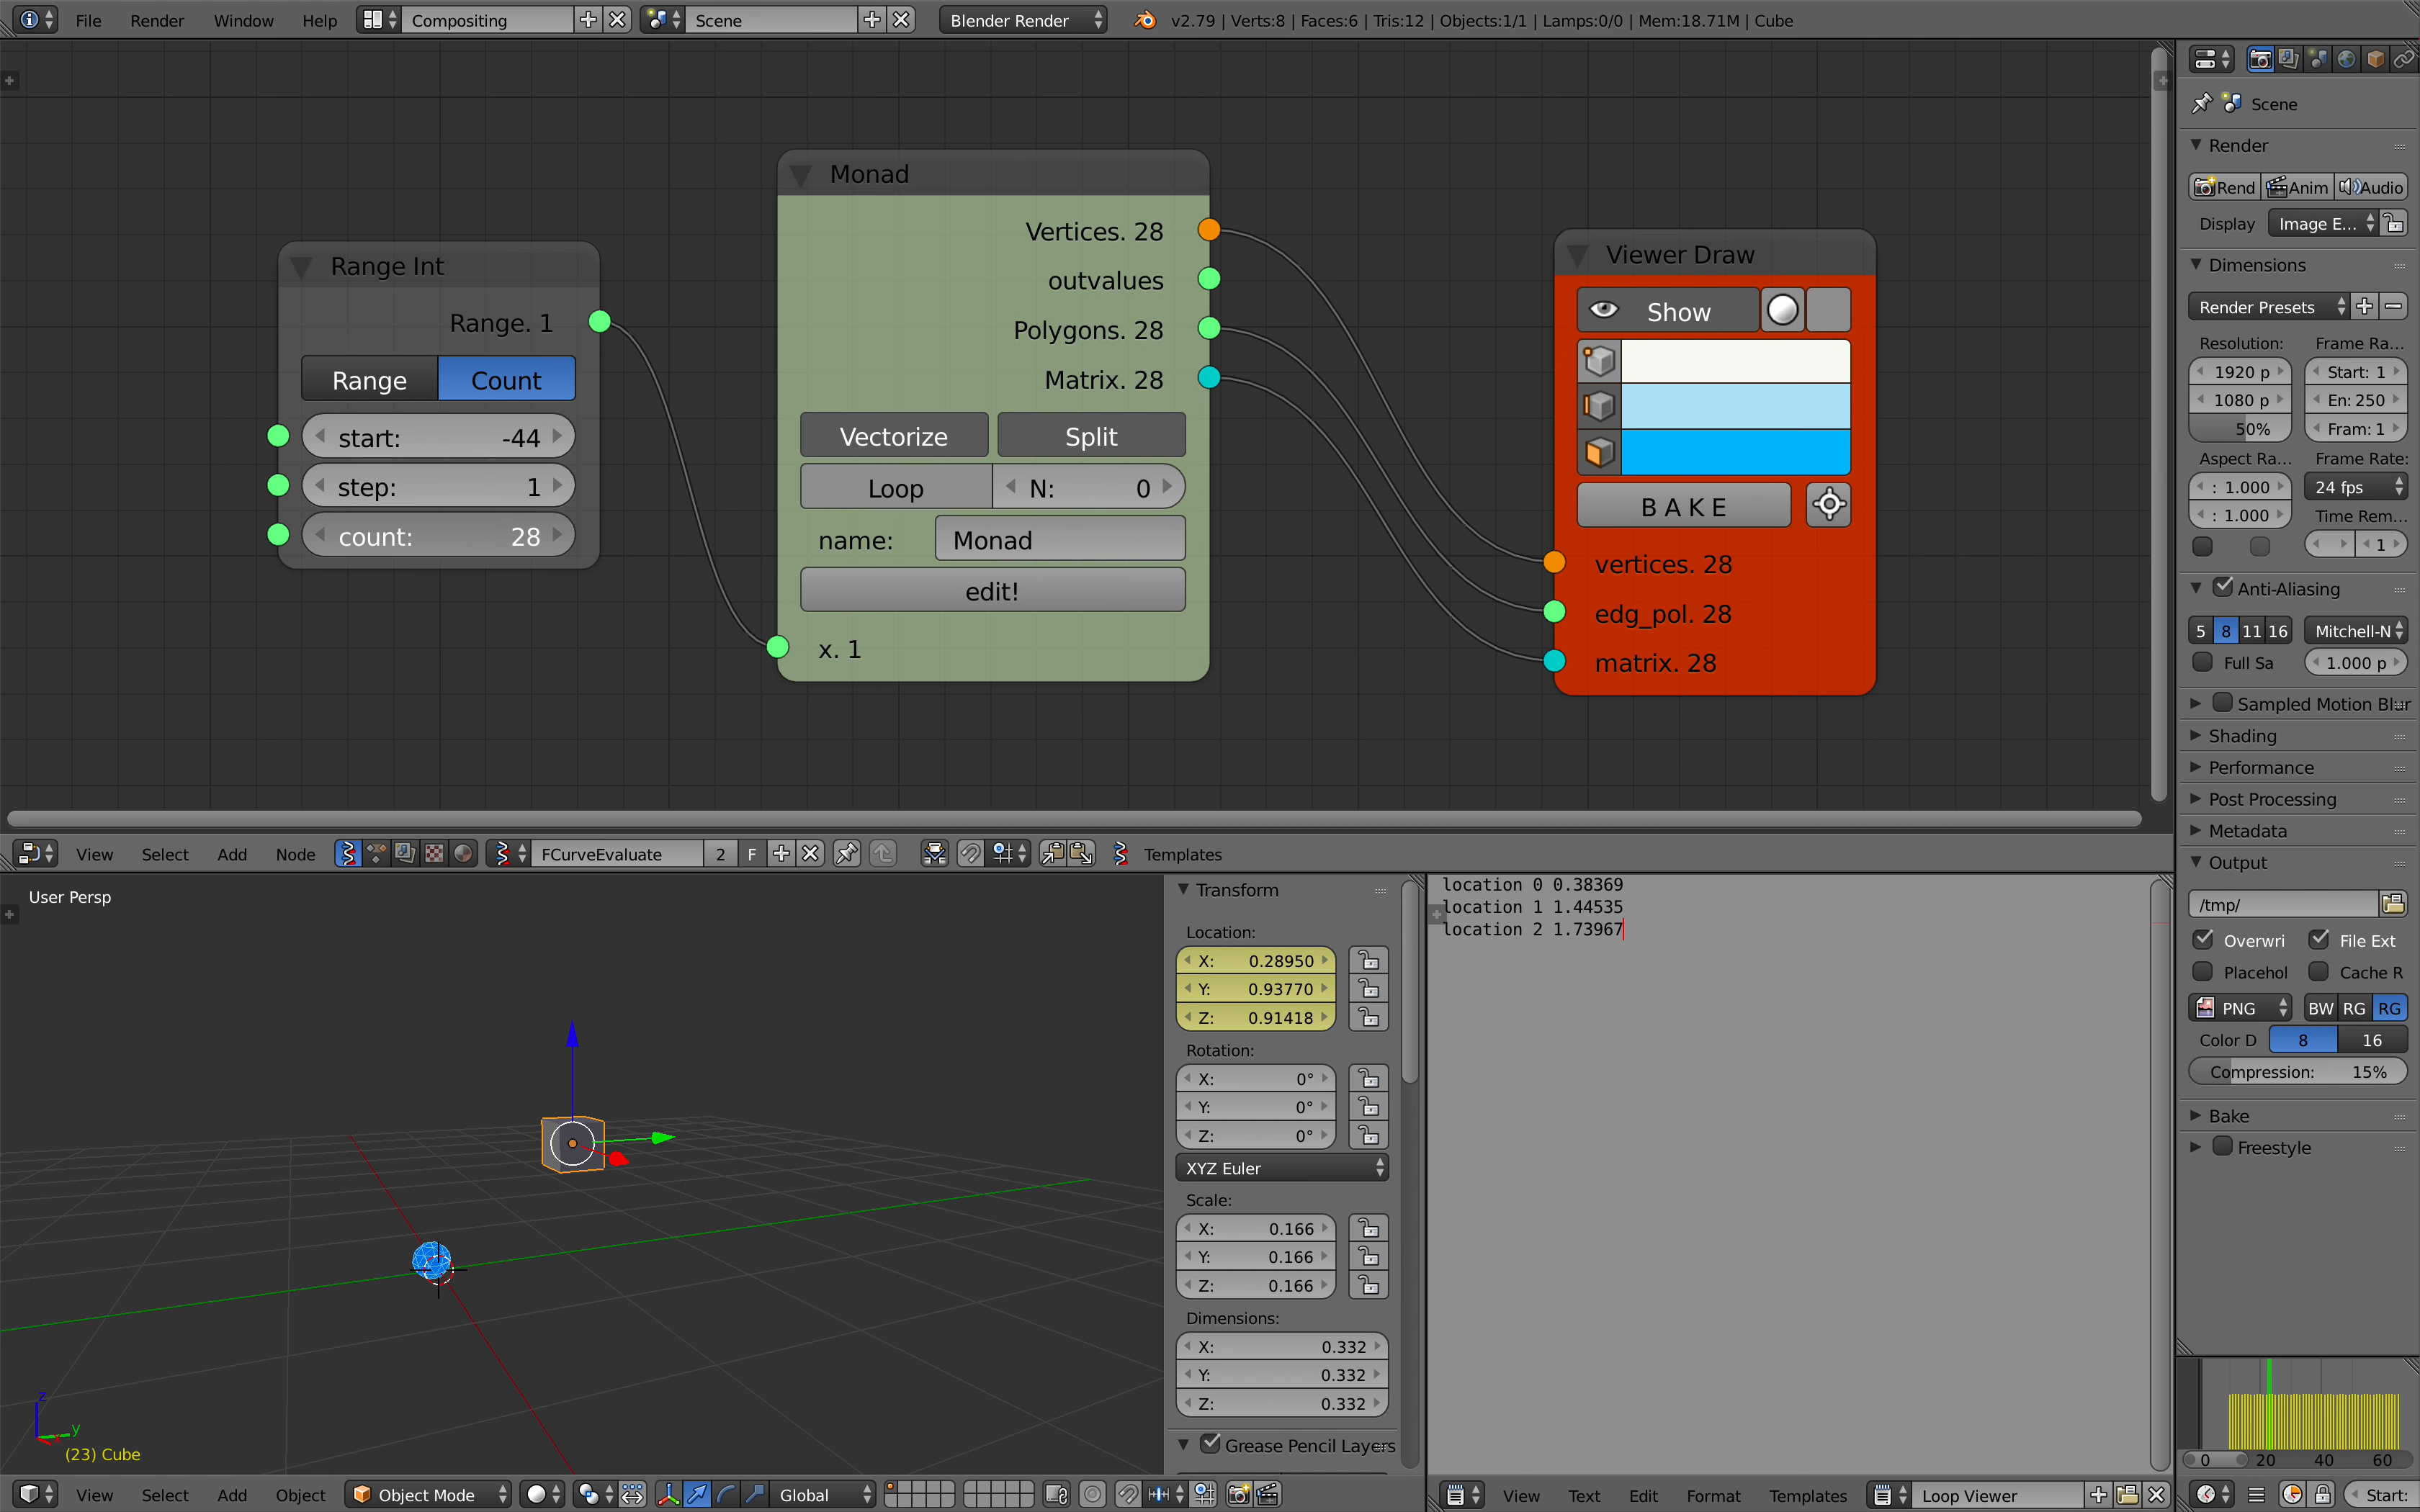 File Render Window Help Compositing Scene Blender Render v2.79 | Verts:8 | Faces:6 | Tris:12 | Objects:1/1 | Lamps:0/0 | Mem:18.71M | Cube
Range Int
Range. 1
Range Count
start: -44
step: 1
count: 28
Monad
Vertices. 28
outvalues
Polygons. 28
Matrix. 28
Vectorize Split
Loop N: 0
name: Monad
edit!
x. 1
Viewer Draw
Show
B A K E
vertices. 28
edg_pol. 28
matrix. 28
View Select Add Node FCurveEvaluate 2 F Templates
User Persp
z
y
(23) Cube
Transform
Location:
X: 0.28950
Y: 0.93770
Z: 0.91418
Rotation:
X: 0°
Y: 0°
Z: 0°
XYZ Euler
Scale:
X: 0.166
Y: 0.166
Z: 0.166
Dimensions:
X: 0.332
Y: 0.332
Z: 0.332
Grease Pencil Layers
View Select Add Object Object Mode Global
location 0 0.38369
location 1 1.44535
location 2 1.73967
View Text Edit Format Templates Loop Viewer
Scene
Render
Rend Anim Audio
Display Image E...
Dimensions
Render Presets
Resolution: Frame Ra...
1920 p Start: 1
1080 p En: 250
50% Fram: 1
Aspect Ra... Frame Rate:
: 1.000 24 fps
: 1.000 Time Rem...
1
Anti-Aliasing
5 8 11 16 Mitchell-N
Full Sa 1.000 p
Sampled Motion Blur
Shading
Performance
Post Processing
Metadata
Output
/tmp/
Overwri File Ext
Placehol Cache R
PNG BW RG RG
Color D 8 16
Compression: 15%
Bake
Freestyle
0 20 40 60
Start: